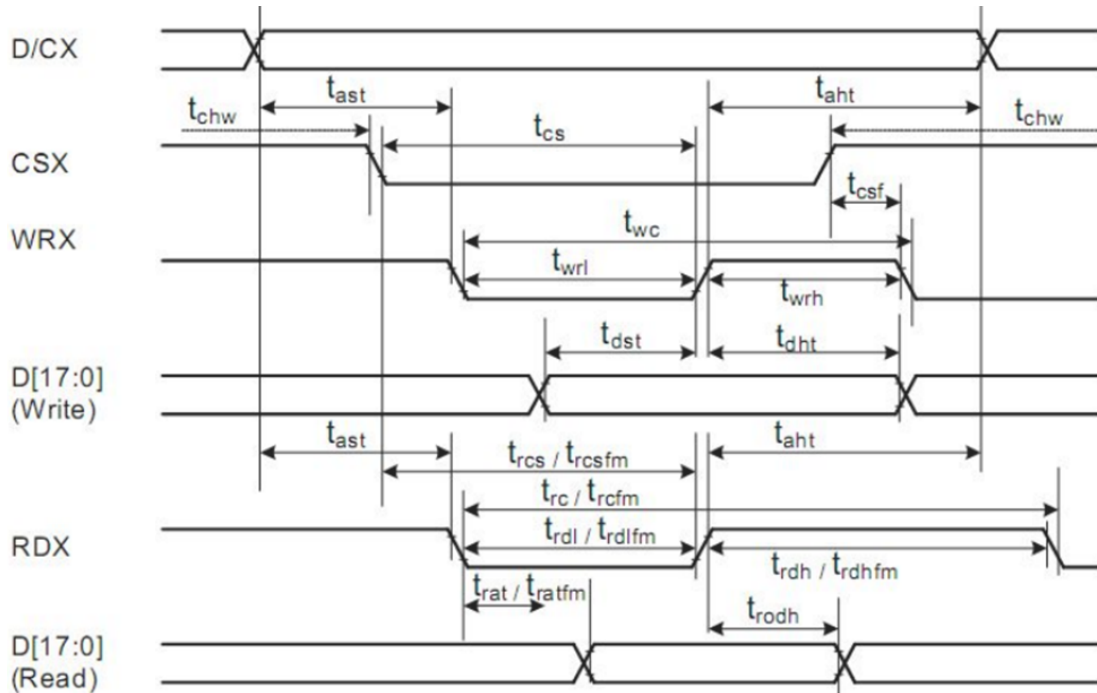 D/CX
t_ast
t_aht
t_chw
t_cs
t_chw
CSX
t_csf
WRX
t_wc
t_wrl
t_wrh
t_dst
t_dht
D[17:0]
(Write)
t_ast
t_aht
t_rcs / t_rcsfm
t_rc / t_rcfm
RDX
t_rdl / t_rdlfm
t_rdh / t_rdhfm
t_rat / t_ratfm
t_rodh
D[17:0]
(Read)